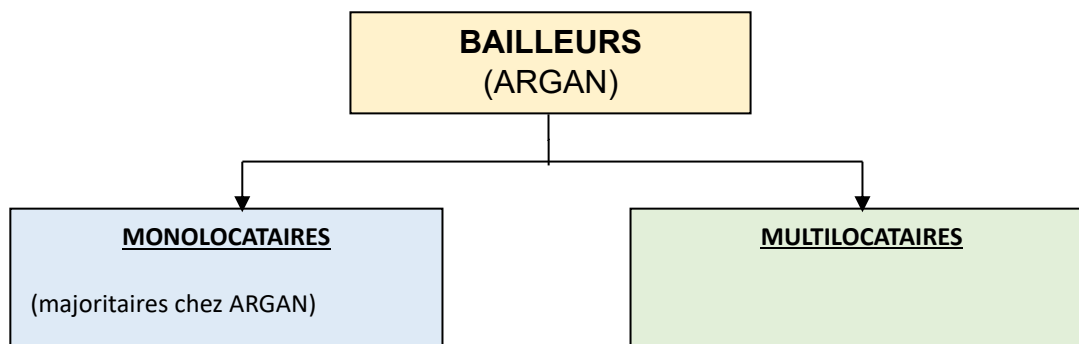 BAILLEURS
(ARGAN)
MONOLOCATAIRES
(majoritaires chez ARGAN)
MULTILOCATAIRES